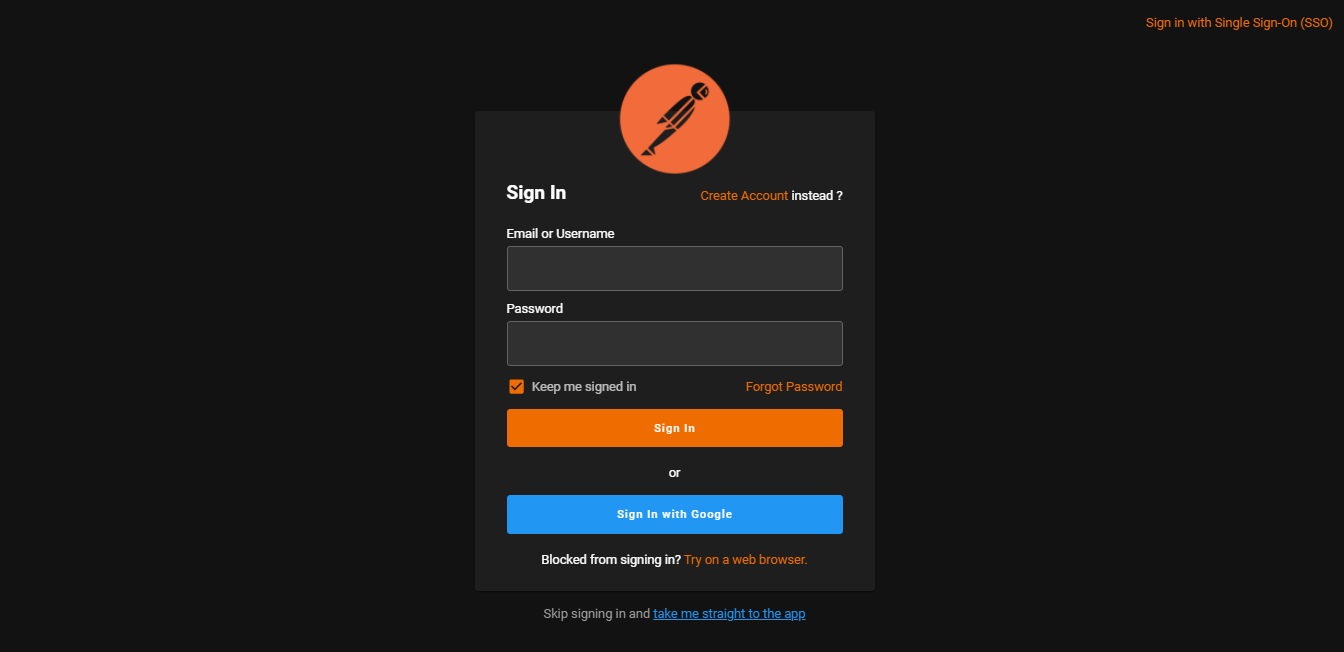 Sign in with Single Sign-On (SSO)
Sign In
Create Account instead ?
Email or Username
Password
Keep me signed in
Forgot Password
Sign In
or
Sign In with Google
Blocked from signing in? Try on a web browser.
Skip signing in and take me straight to the app